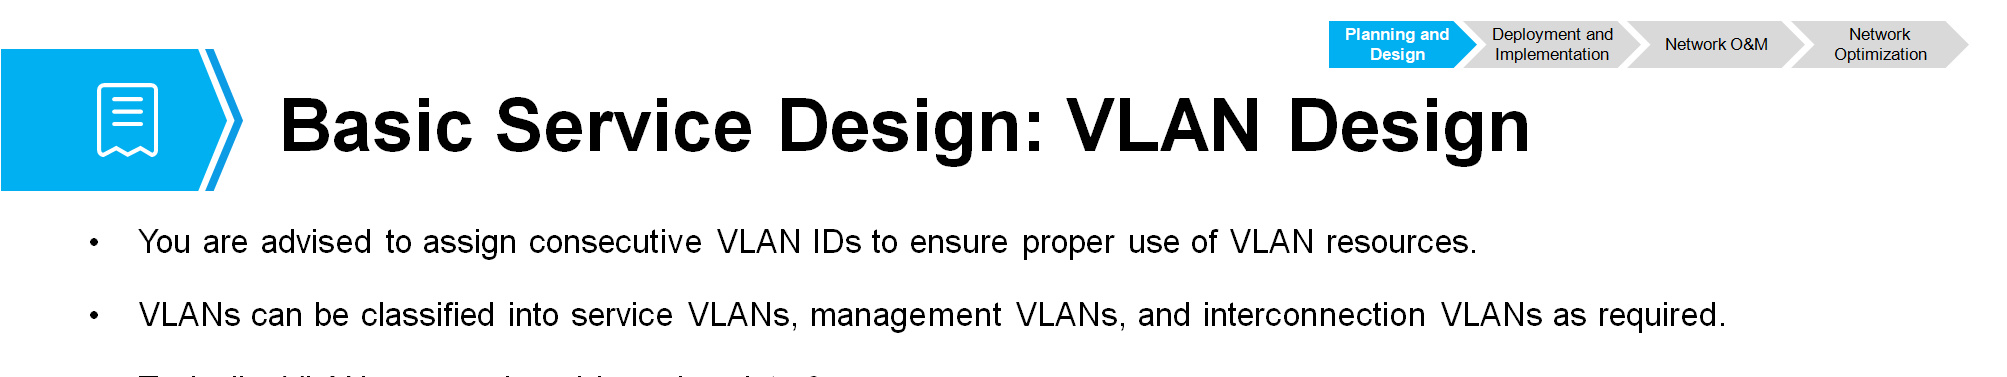 Planning and
Design
Deployment and
Implementation
Network O&M
Network
Optimization
Basic Service Design: VLAN Design
• You are advised to assign consecutive VLAN IDs to ensure proper use of VLAN resources.
• VLANs can be classified into service VLANs, management VLANs, and interconnection VLANs as required.